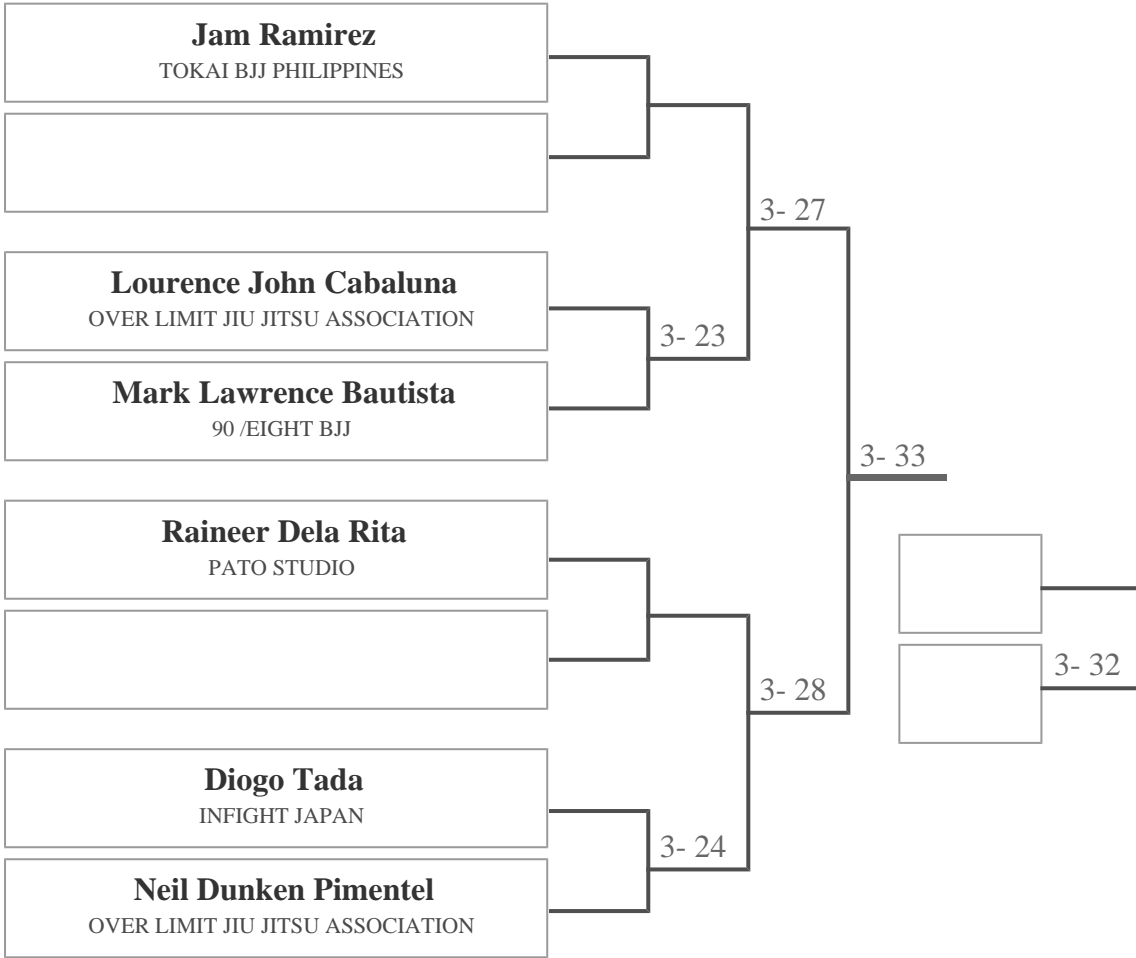 Jam Ramirez
TOKAI BJJ PHILIPPINES
3- 27
Lourence John Cabaluna
OVER LIMIT JIU JITSU ASSOCIATION
3- 23
Mark Lawrence Bautista
90 /EIGHT BJJ
3- 33
Raineer Dela Rita
PATO STUDIO
3- 32
3- 28
Diogo Tada
INFIGHT JAPAN
3- 24
Neil Dunken Pimentel
OVER LIMIT JIU JITSU ASSOCIATION